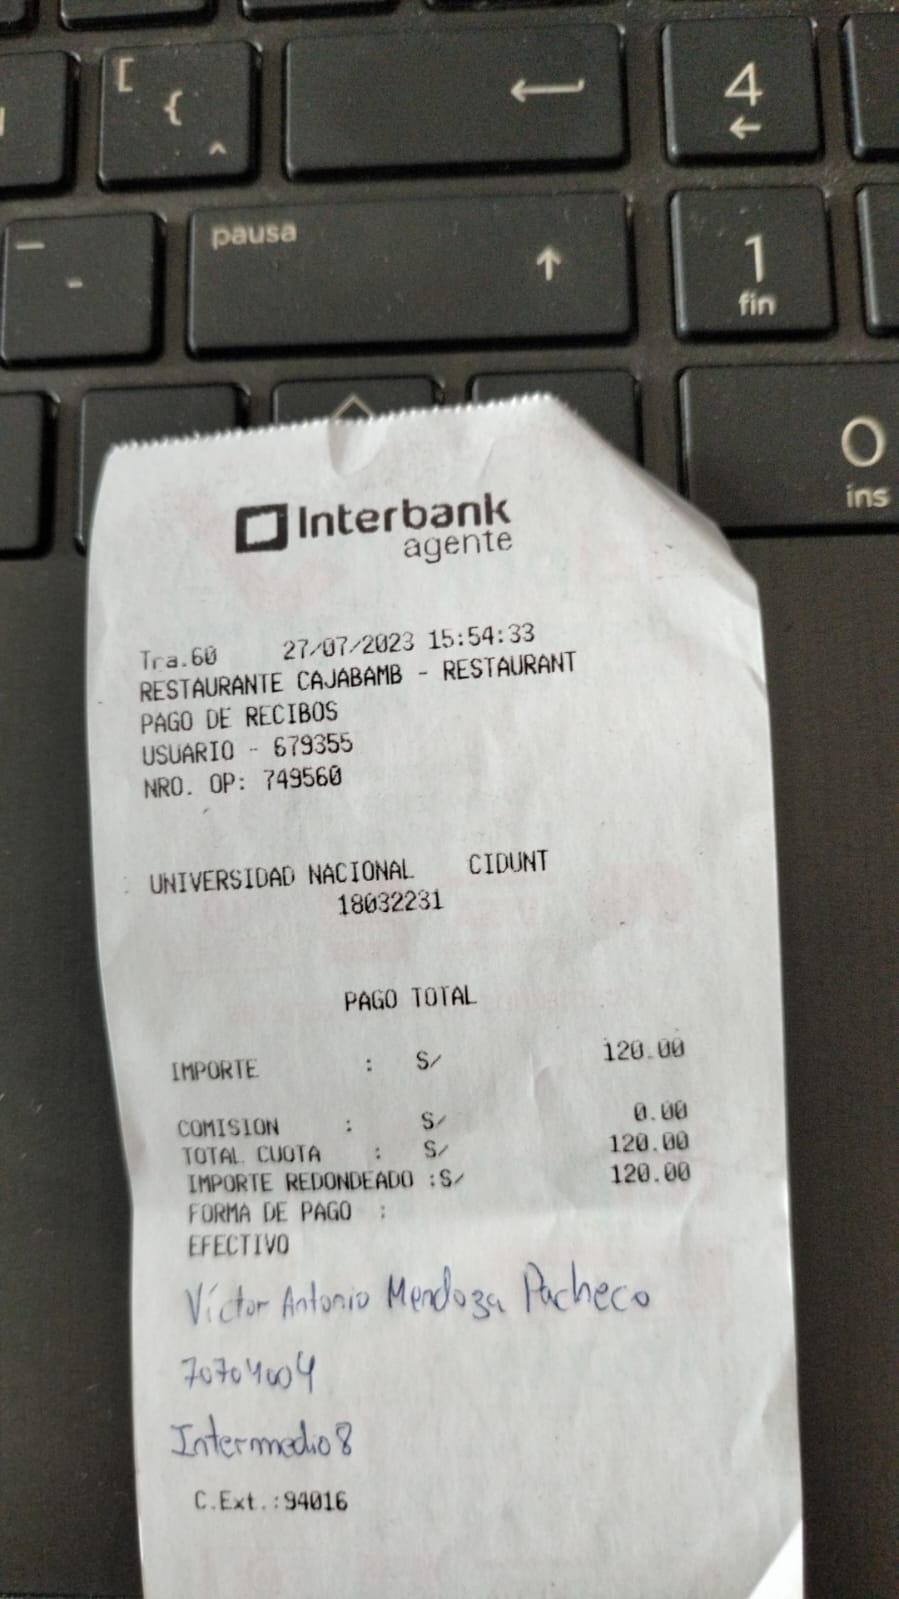 [
{
^
4
←
pausa
↑
1
fin
0
ins
Interbank
agente
Tra.60 27/07/2023 15:54:33
RESTAURANTE CAJABAMB - RESTAURANT
PAGO DE RECIBOS
USUARIO - 679355
NRO. OP: 749560
UNIVERSIDAD NACIONAL CIDUNT
18032231
PAGO TOTAL
IMPORTE : S/ 120.00
COMISION : S/ 0.00
TOTAL CUOTA : S/ 120.00
IMPORTE REDONDEADO :S/ 120.00
FORMA DE PAGO :
EFECTIVO
Víctor Antonio Mendoza Pacheco
70704004
Intermedio 8
C.Ext.:94016